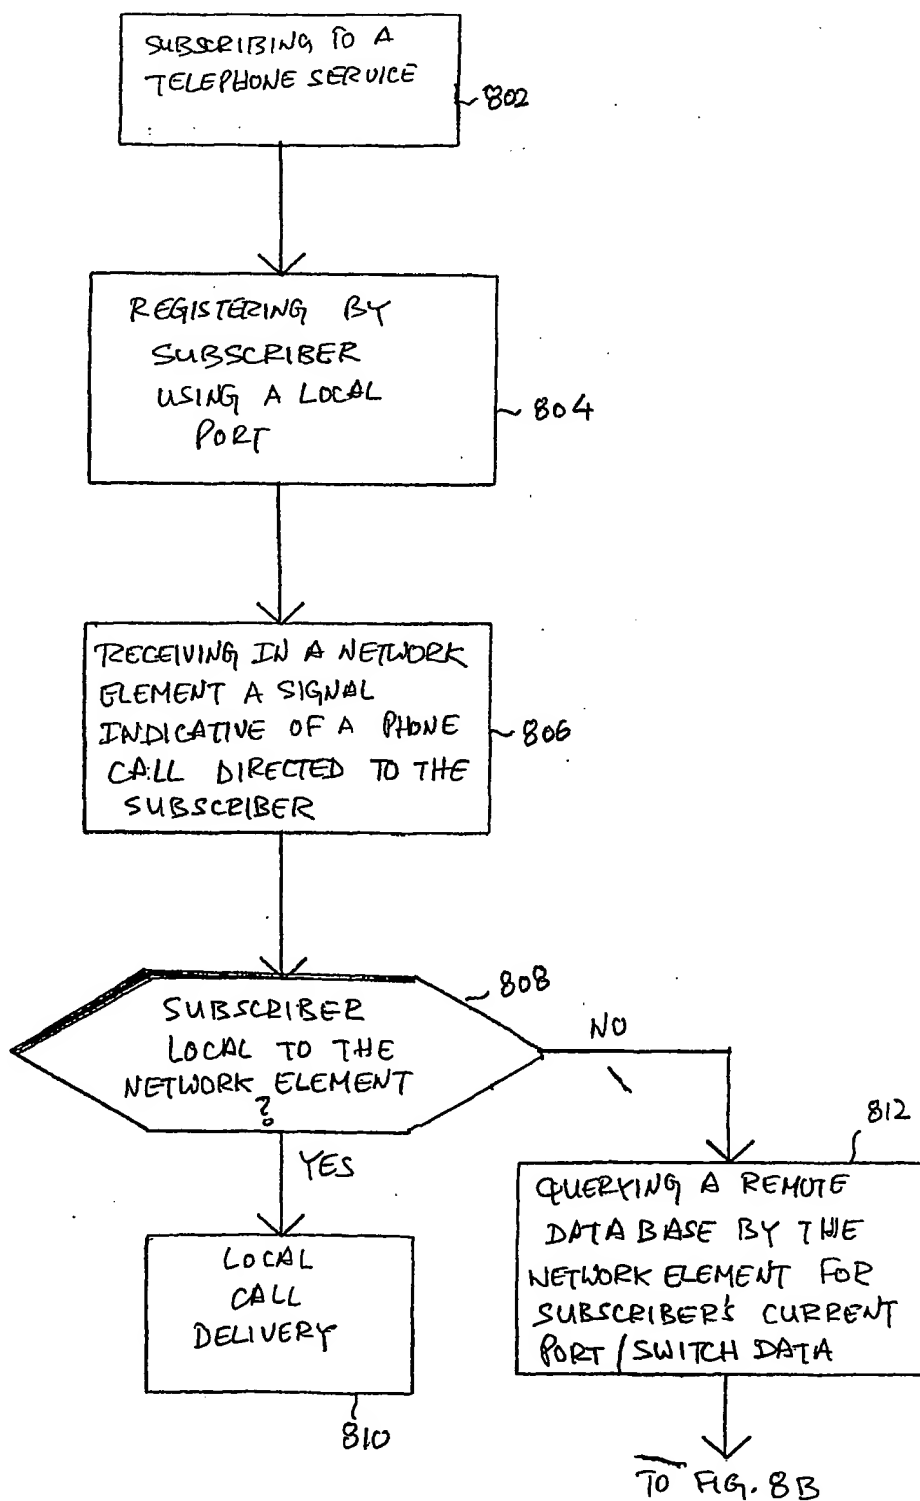 SUBSCRIBING TO A
TELEPHONE SERVICE
802
REGISTERING BY
SUBSCRIBER
USING A LOCAL
PORT
804
RECEIVING IN A NETWORK
ELEMENT A SIGNAL
INDICATIVE OF A PHONE
CALL DIRECTED TO THE
SUBSCRIBER
806
808
SUBSCRIBER
LOCAL TO THE
NETWORK ELEMENT
?
NO
YES
812
LOCAL
CALL
DELIVERY
810
QUERYING A REMOTE
DATABASE BY THE
NETWORK ELEMENT FOR
SUBSCRIBER'S CURRENT
PORT/SWITCH DATA
TO FIG. 8B